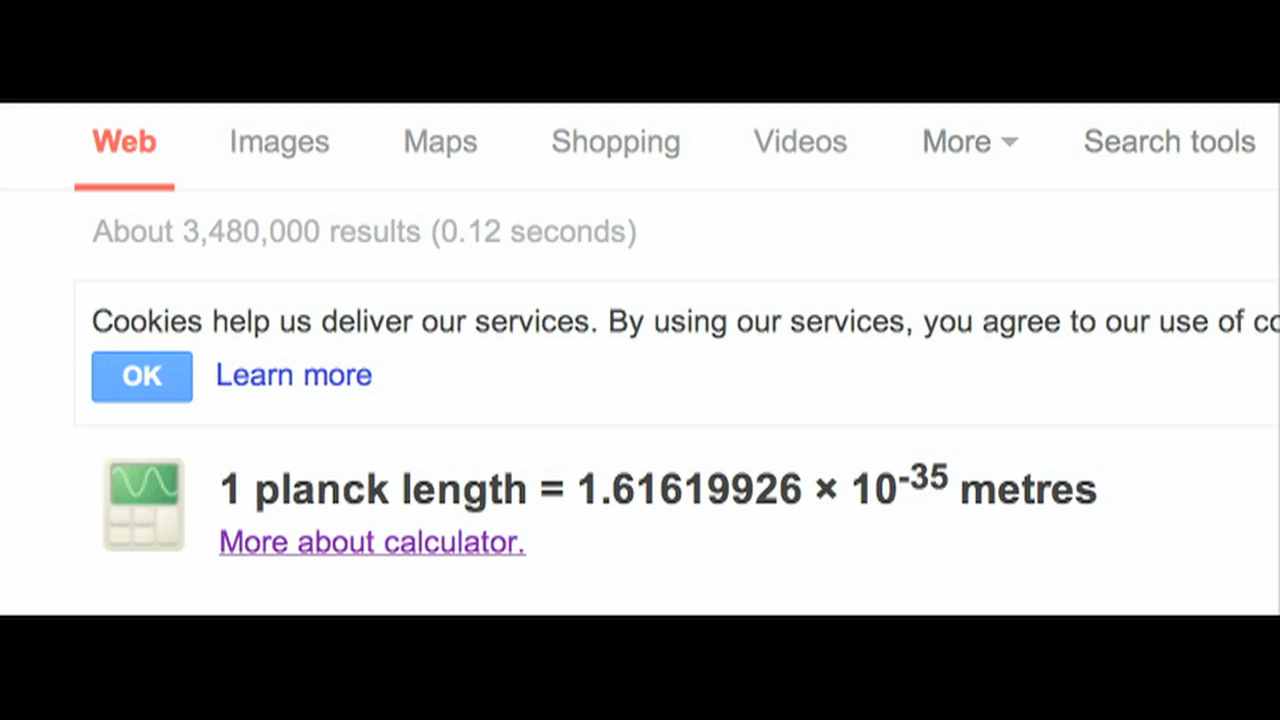 Web Images Maps Shopping Videos More Search tools
About 3,480,000 results (0.12 seconds)
Cookies help us deliver our services. By using our services, you agree to our use of co
OK Learn more
1 planck length = 1.61619926 × 10⁻³⁵ metres
More about calculator.